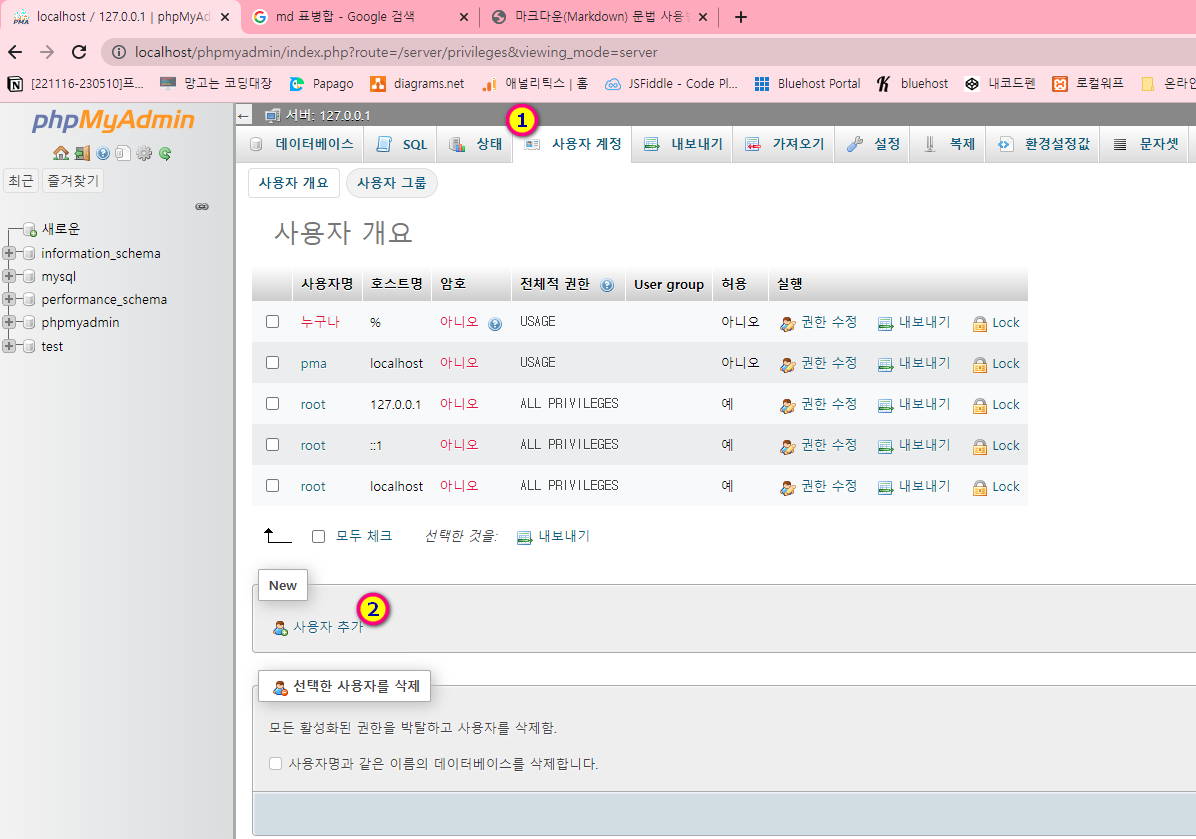 localhost / 127.0.0.1 | phpMyAd
md 표병합 - Google 검색
마크다운(Markdown) 문법 사용
localhost/phpmyadmin/index.php?route=/server/privileges&viewing_mode=server
[221116-230510]프...
망고는 코딩대장
Papago
diagrams.net
애널리틱스 | 홈
JSFiddle - Code Pl...
Bluehost Portal
bluehost
내코드펜
로컬워프
온라인
phpMyAdmin
최근 즐겨찾기
새로운
information_schema
mysql
performance_schema
phpmyadmin
test
서버: 127.0.0.1
1
데이터베이스 SQL 상태 사용자 계정 내보내기 가져오기 설정 복제 환경설정값 문자셋
사용자 개요 사용자 그룹
사용자 개요
사용자명 호스트명 암호 전체적 권한 User group 허용 실행
누구나 % 아니오 USAGE 아니오 권한 수정 내보내기 Lock
pma localhost 아니오 USAGE 아니오 권한 수정 내보내기 Lock
root 127.0.0.1 아니오 ALL PRIVILEGES 예 권한 수정 내보내기 Lock
root ::1 아니오 ALL PRIVILEGES 예 권한 수정 내보내기 Lock
root localhost 아니오 ALL PRIVILEGES 예 권한 수정 내보내기 Lock
모두 체크 선택한 것을: 내보내기
New
2
사용자 추가
선택한 사용자를 삭제
모든 활성화된 권한을 박탈하고 사용자를 삭제함.
사용자명과 같은 이름의 데이터베이스를 삭제합니다.